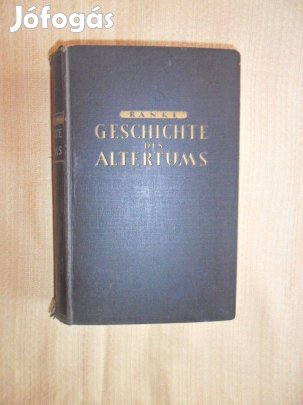 Jófogás
RANKE
GESCHICHTE
DES
ALTERTUMS